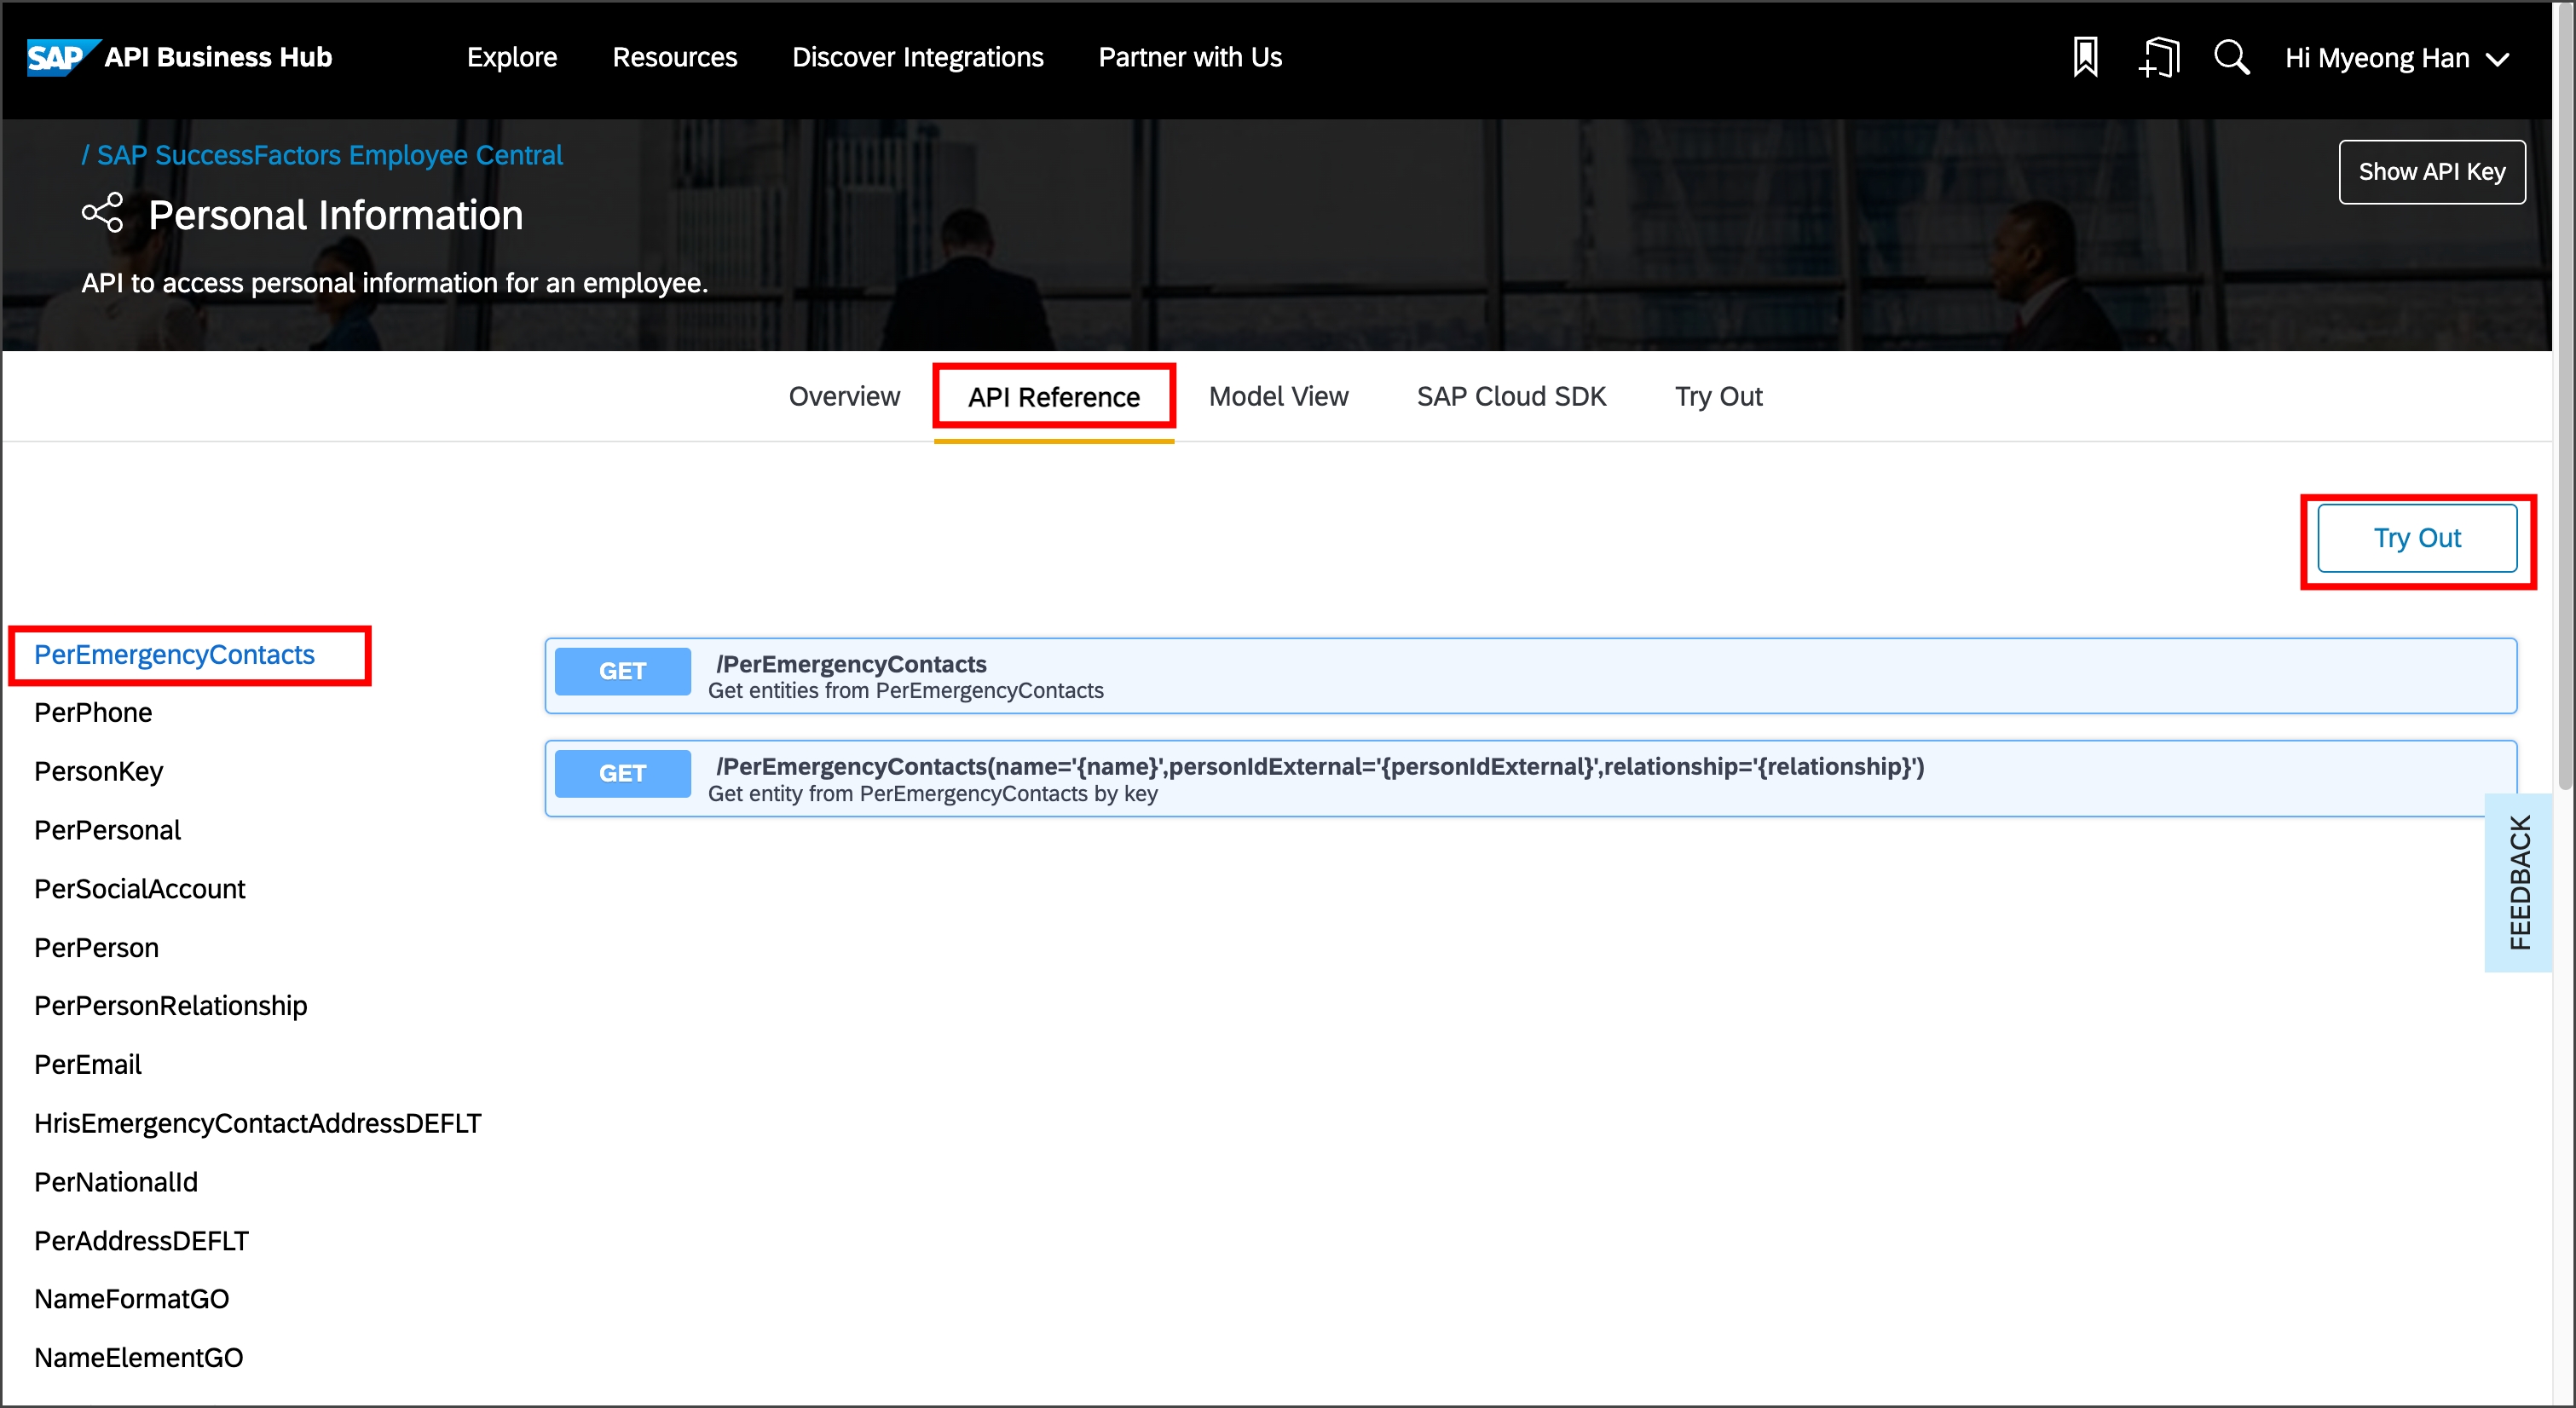 SAP API Business Hub Explore Resources Discover Integrations Partner with Us Hi Myeong Han
/ SAP SuccessFactors Employee Central
Show API Key
Personal Information
API to access personal information for an employee.
Overview API Reference Model View SAP Cloud SDK Try Out
Try Out
PerEmergencyContacts
PerPhone
PersonKey
PerPersonal
PerSocialAccount
PerPerson
PerPersonRelationship
PerEmail
HrisEmergencyContactAddressDEFLT
PerNationalId
PerAddressDEFLT
NameFormatGO
NameElementGO
GET /PerEmergencyContacts
Get entities from PerEmergencyContacts
GET /PerEmergencyContacts(name='{name}',personIdExternal='{personIdExternal}',relationship='{relationship}')
Get entity from PerEmergencyContacts by key
FEEDBACK